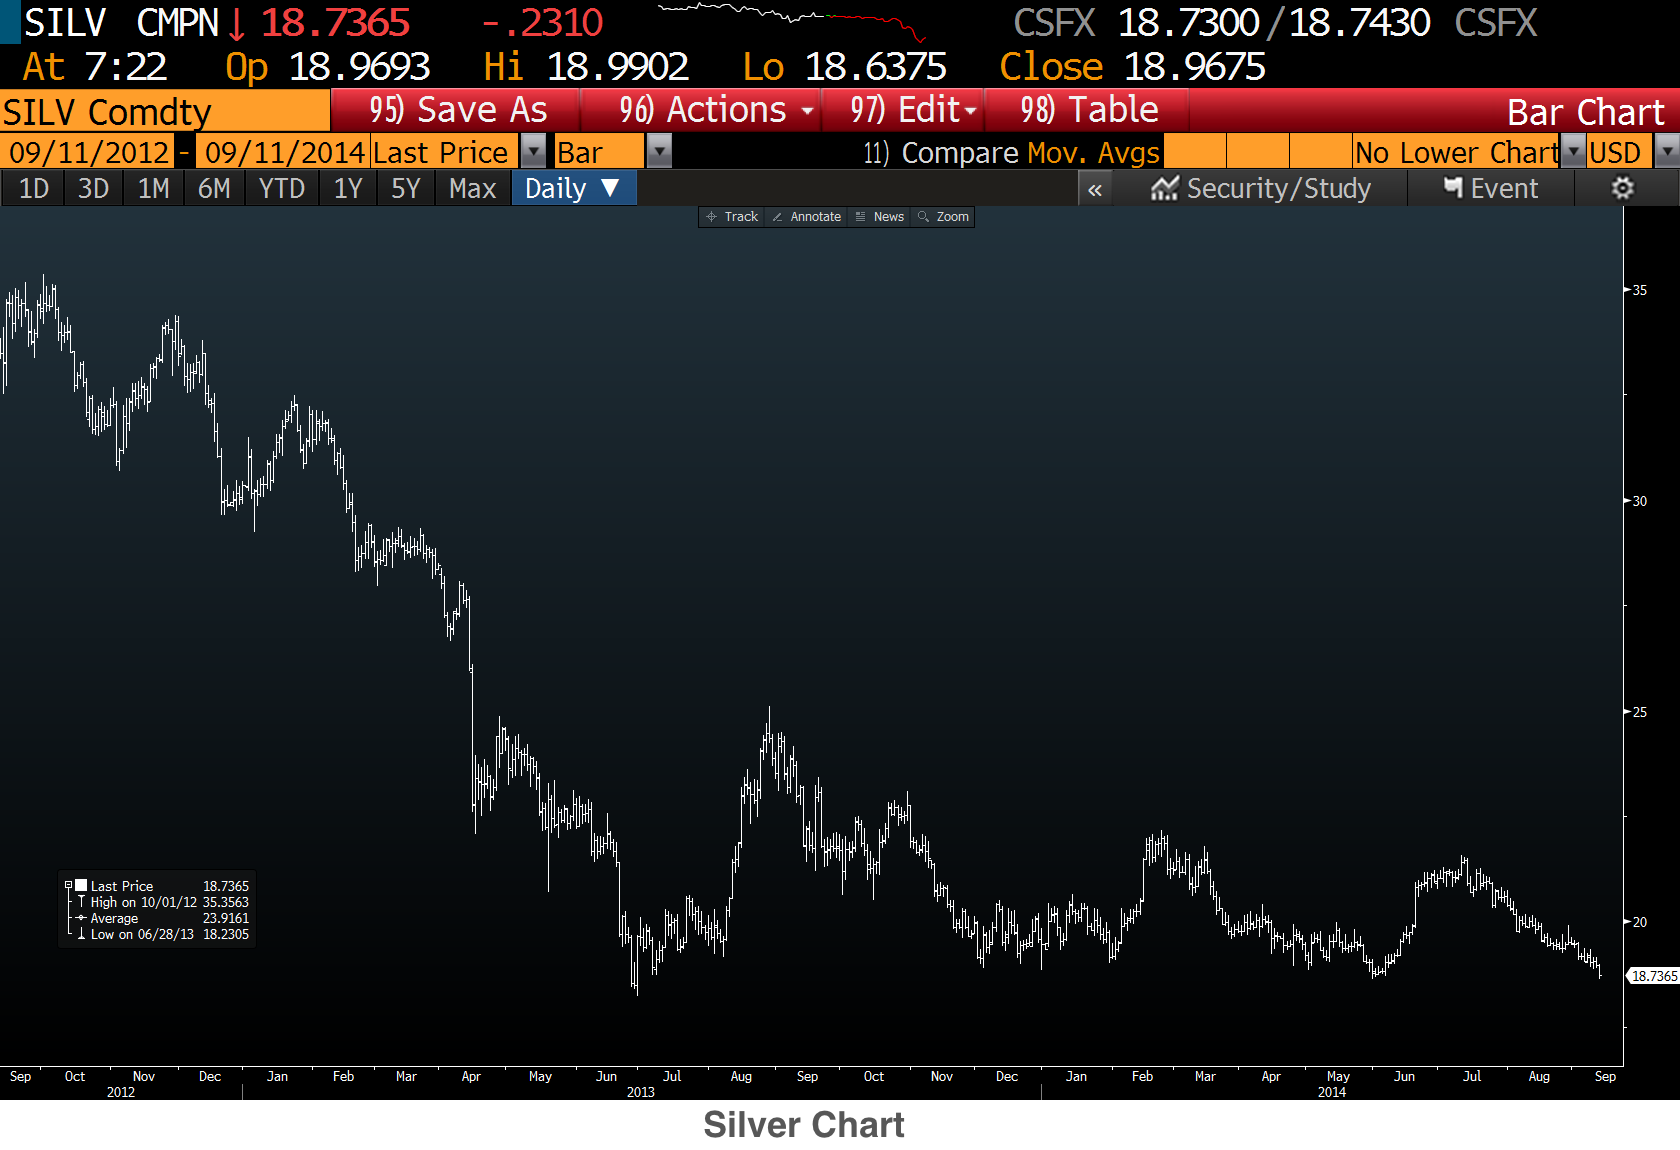 SILV CMPN↓ 18.7365 -.2310 CSFX 18.7300/18.7430 CSFX
At 7:22 Op 18.9693 Hi 18.9902 Lo 18.6375 Close 18.9675
SILV Comdty 95) Save As 96) Actions 97) Edit 98) Table Bar Chart
09/11/2012 - 09/11/2014 Last Price Bar 11) Compare Mov. Avgs No Lower Chart USD
1D 3D 1M 6M YTD 1Y 5Y Max Daily ▼ « Security/Study Event
Track Annotate News Zoom
35
30
25
20
18.7365
Last Price 18.7365
High on 10/01/12 35.3563
Average 23.9161
Low on 06/28/13 18.2305
Sep Oct Nov Dec Jan Feb Mar Apr May Jun Jul Aug Sep Oct Nov Dec Jan Feb Mar Apr May Jun Jul Aug Sep
2012 2013 2014
Silver Chart